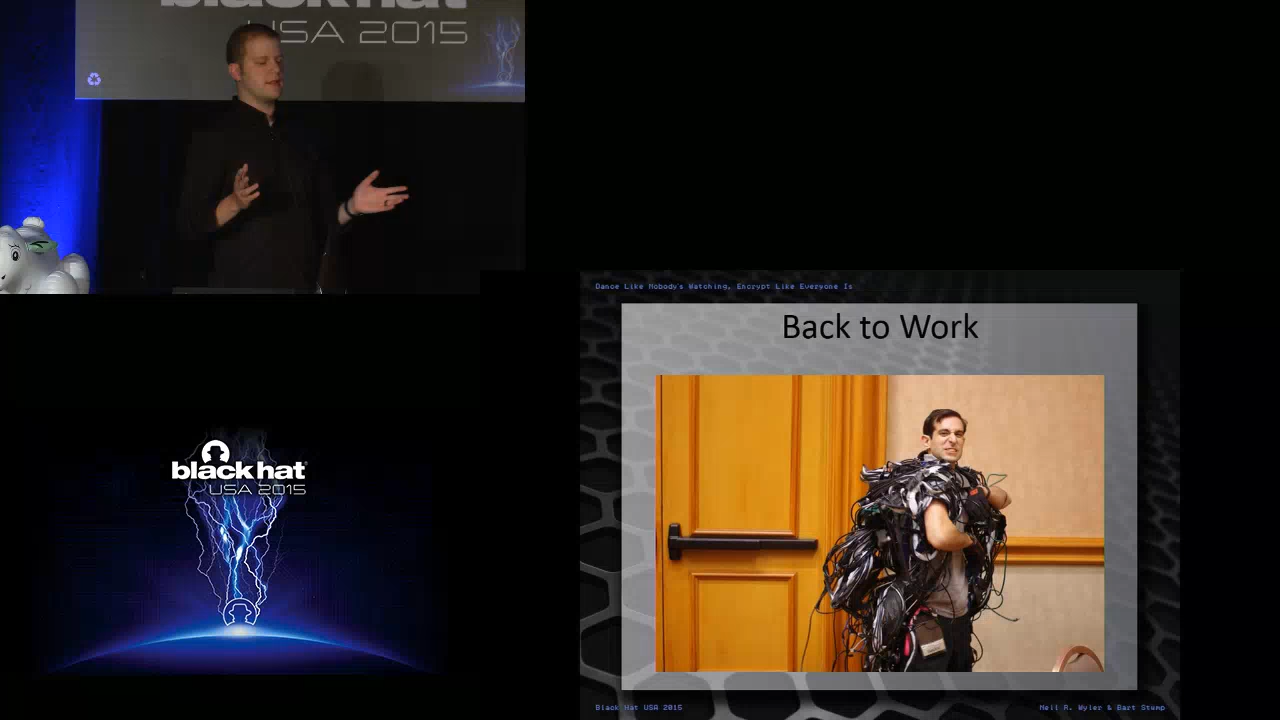 black hat
USA 2015
Dance Like Nobody's Watching, Encrypt Like Everyone Is
Back to Work
black hat
USA 2015
Black Hat USA 2015
Neil R. Wyler & Bart Stump